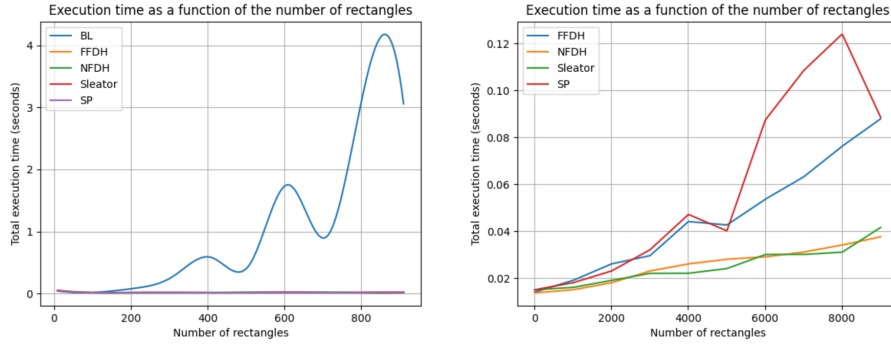 Execution time as a function of the number of rectangles
BL
FFDH
NFDH
Sleator
SP
Total execution time (seconds)
4
3
2
1
0
0
200
400
600
800
Number of rectangles
Execution time as a function of the number of rectangles
FFDH
NFDH
Sleator
SP
Total execution time (seconds)
0.12
0.10
0.08
0.06
0.04
0.02
0
2000
4000
6000
8000
Number of rectangles